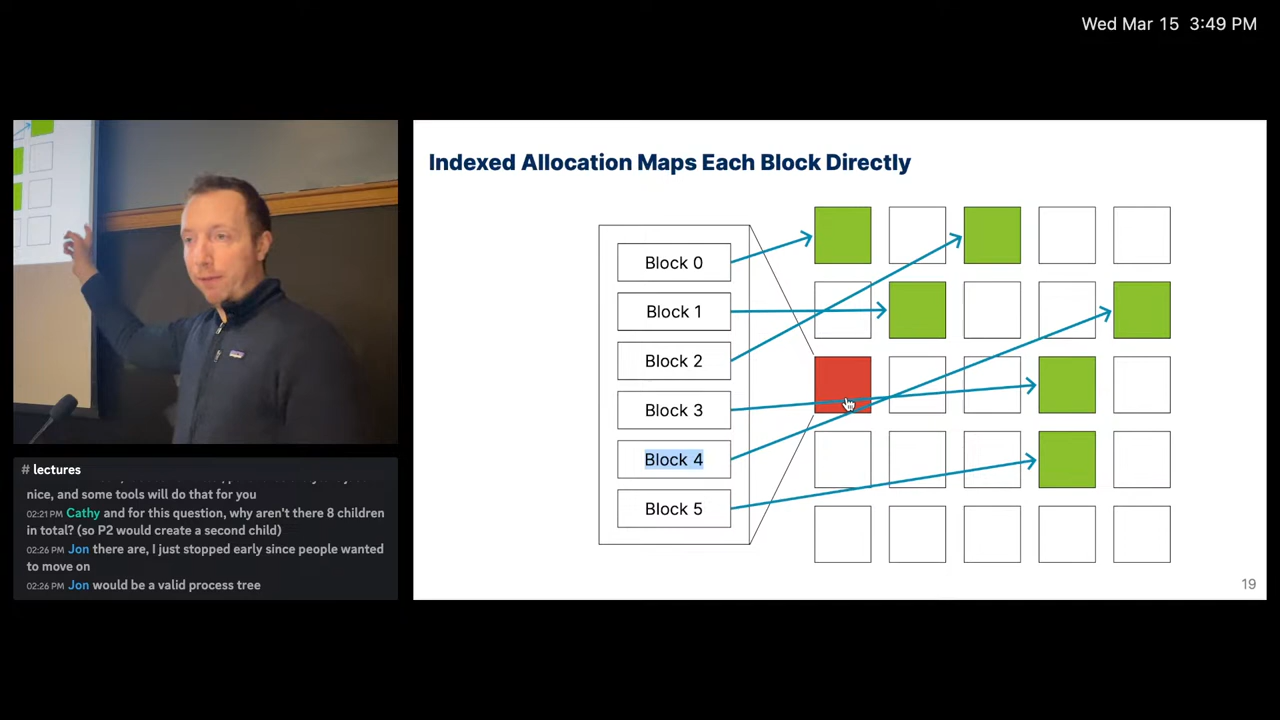 Wed Mar 15 3:49 PM
Indexed Allocation Maps Each Block Directly
Block 0
Block 1
Block 2
Block 3
Block 4
Block 5
19
# lectures
nice, and some tools will do that for you
02:21 PM Cathy and for this question, why aren't there 8 children
in total? (so P2 would create a second child)
02:26 PM Jon there are, I just stopped early since people wanted
to move on
02:26 PM Jon would be a valid process tree